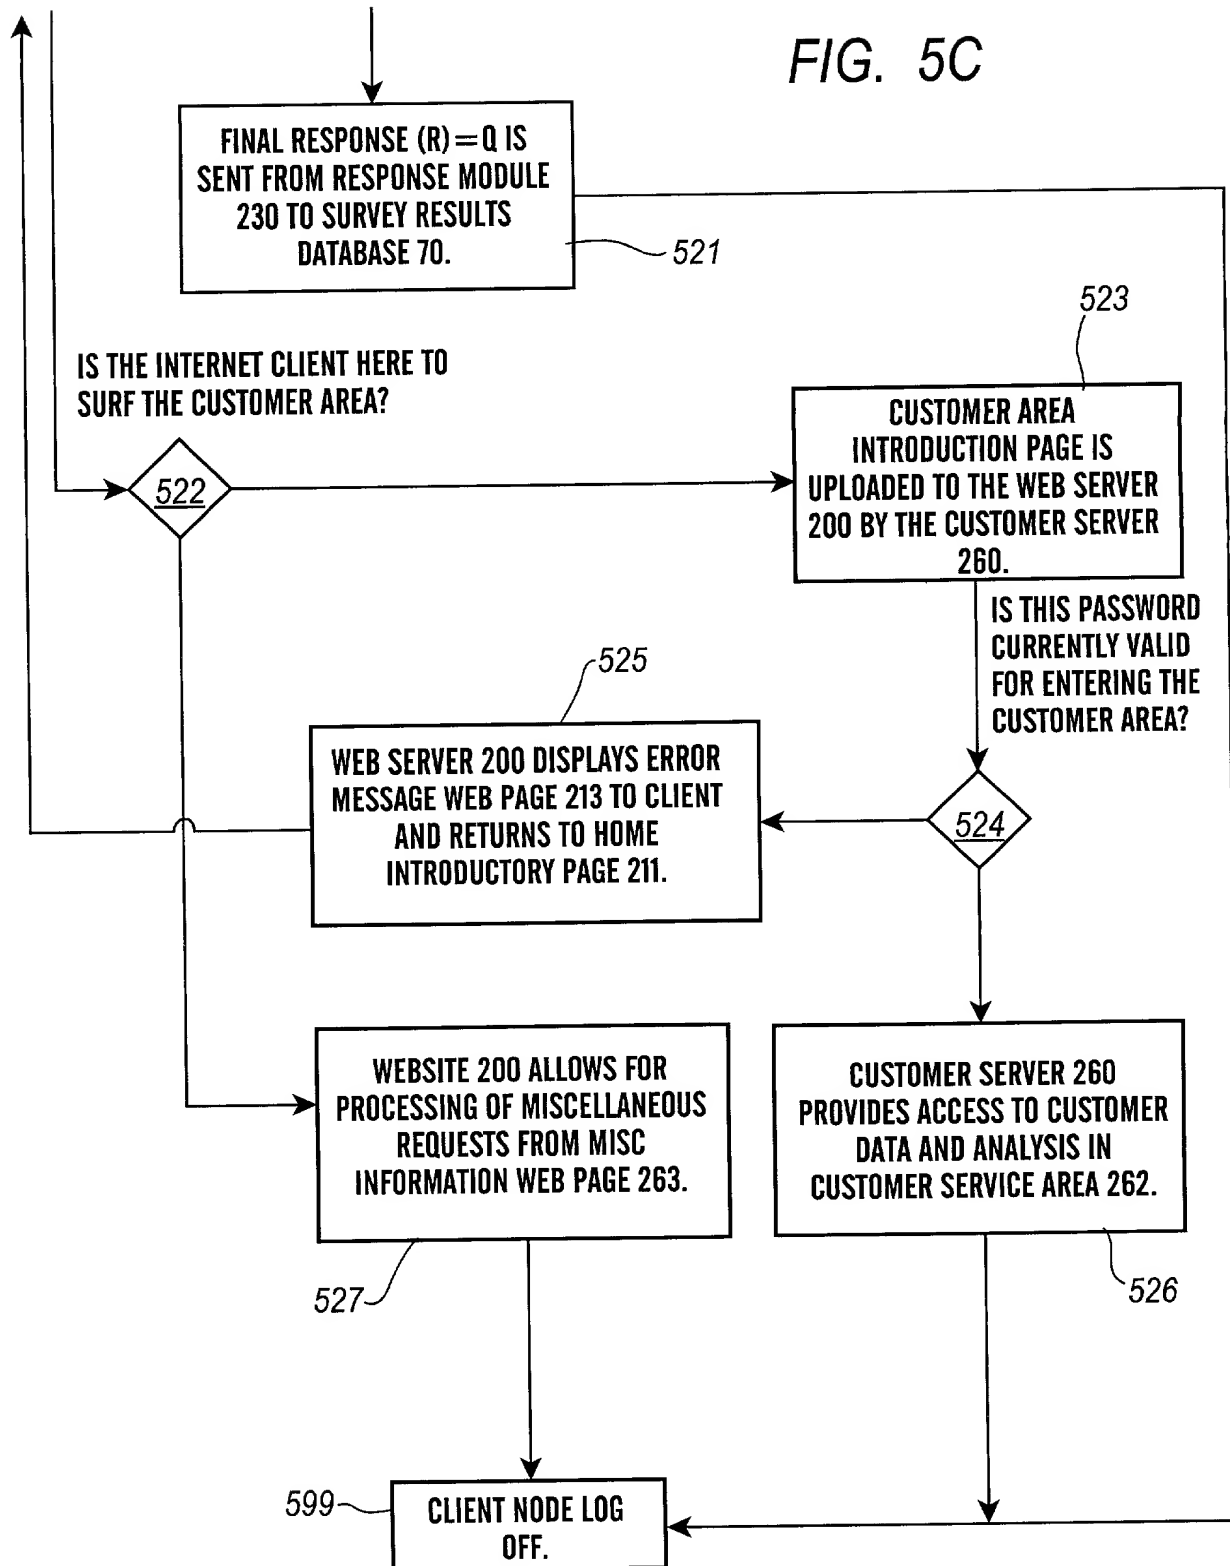 FIG. 5C
FINAL RESPONSE (R)=Q IS
SENT FROM RESPONSE MODULE
230 TO SURVEY RESULTS
DATABASE 70.
521
523
IS THE INTERNET CLIENT HERE TO
SURF THE CUSTOMER AREA?
522
CUSTOMER AREA
INTRODUCTION PAGE IS
UPLOADED TO THE WEB SERVER
200 BY THE CUSTOMER SERVER
260.
IS THIS PASSWORD
CURRENTLY VALID
FOR ENTERING THE
CUSTOMER AREA?
525
WEB SERVER 200 DISPLAYS ERROR
MESSAGE WEB PAGE 213 TO CLIENT
AND RETURNS TO HOME
INTRODUCTORY PAGE 211.
524
WEBSITE 200 ALLOWS FOR
PROCESSING OF MISCELLANEOUS
REQUESTS FROM MISC
INFORMATION WEB PAGE 263.
527
CUSTOMER SERVER 260
PROVIDES ACCESS TO CUSTOMER
DATA AND ANALYSIS IN
CUSTOMER SERVICE AREA 262.
526
599
CLIENT NODE LOG
OFF.